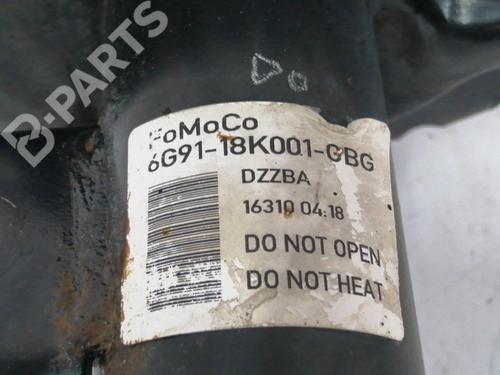 B-PARTS
FoMoCo
6G91-18K001-GBG
DZZBA
16310 04:18
DO NOT OPEN
DO NOT HEAT